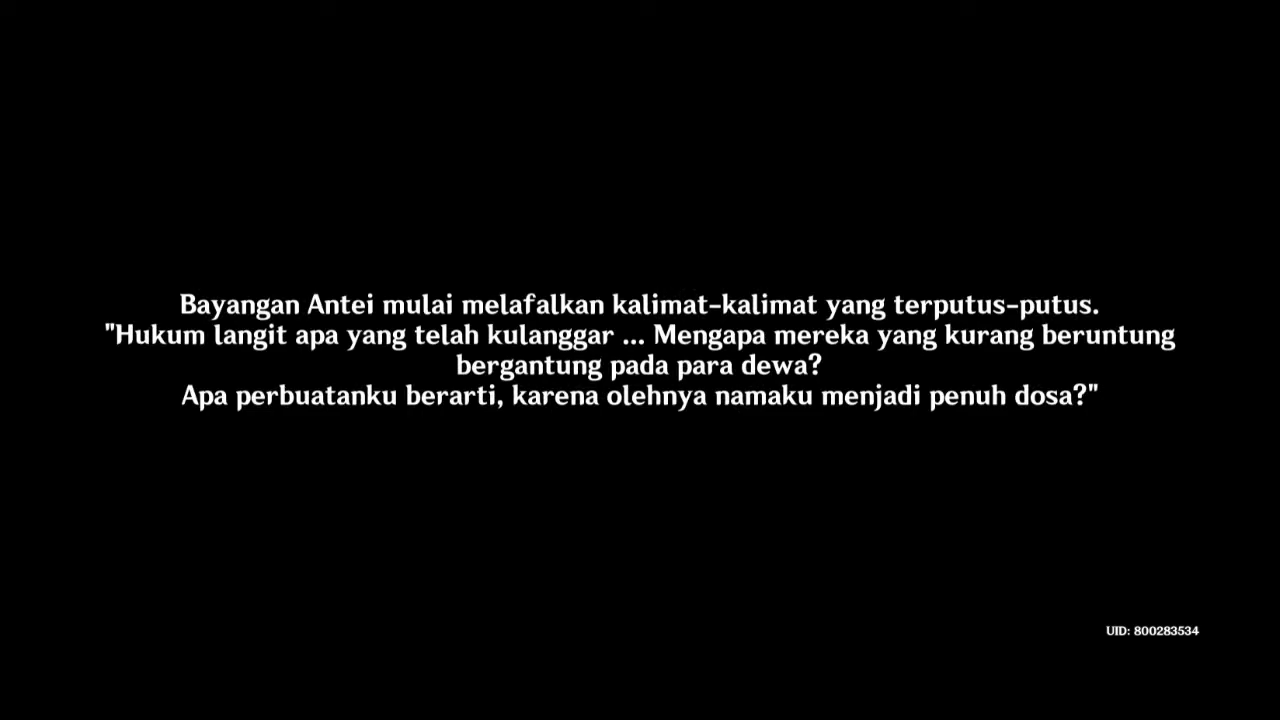 Bayangan Antei mulai melafalkan kalimat-kalimat yang terputus-putus.
"Hukum langit apa yang telah kulanggar ... Mengapa mereka yang kurang beruntung
bergantung pada para dewa?
Apa perbuatanku berarti, karena olehnya namaku menjadi penuh dosa?"
UID: 800283534